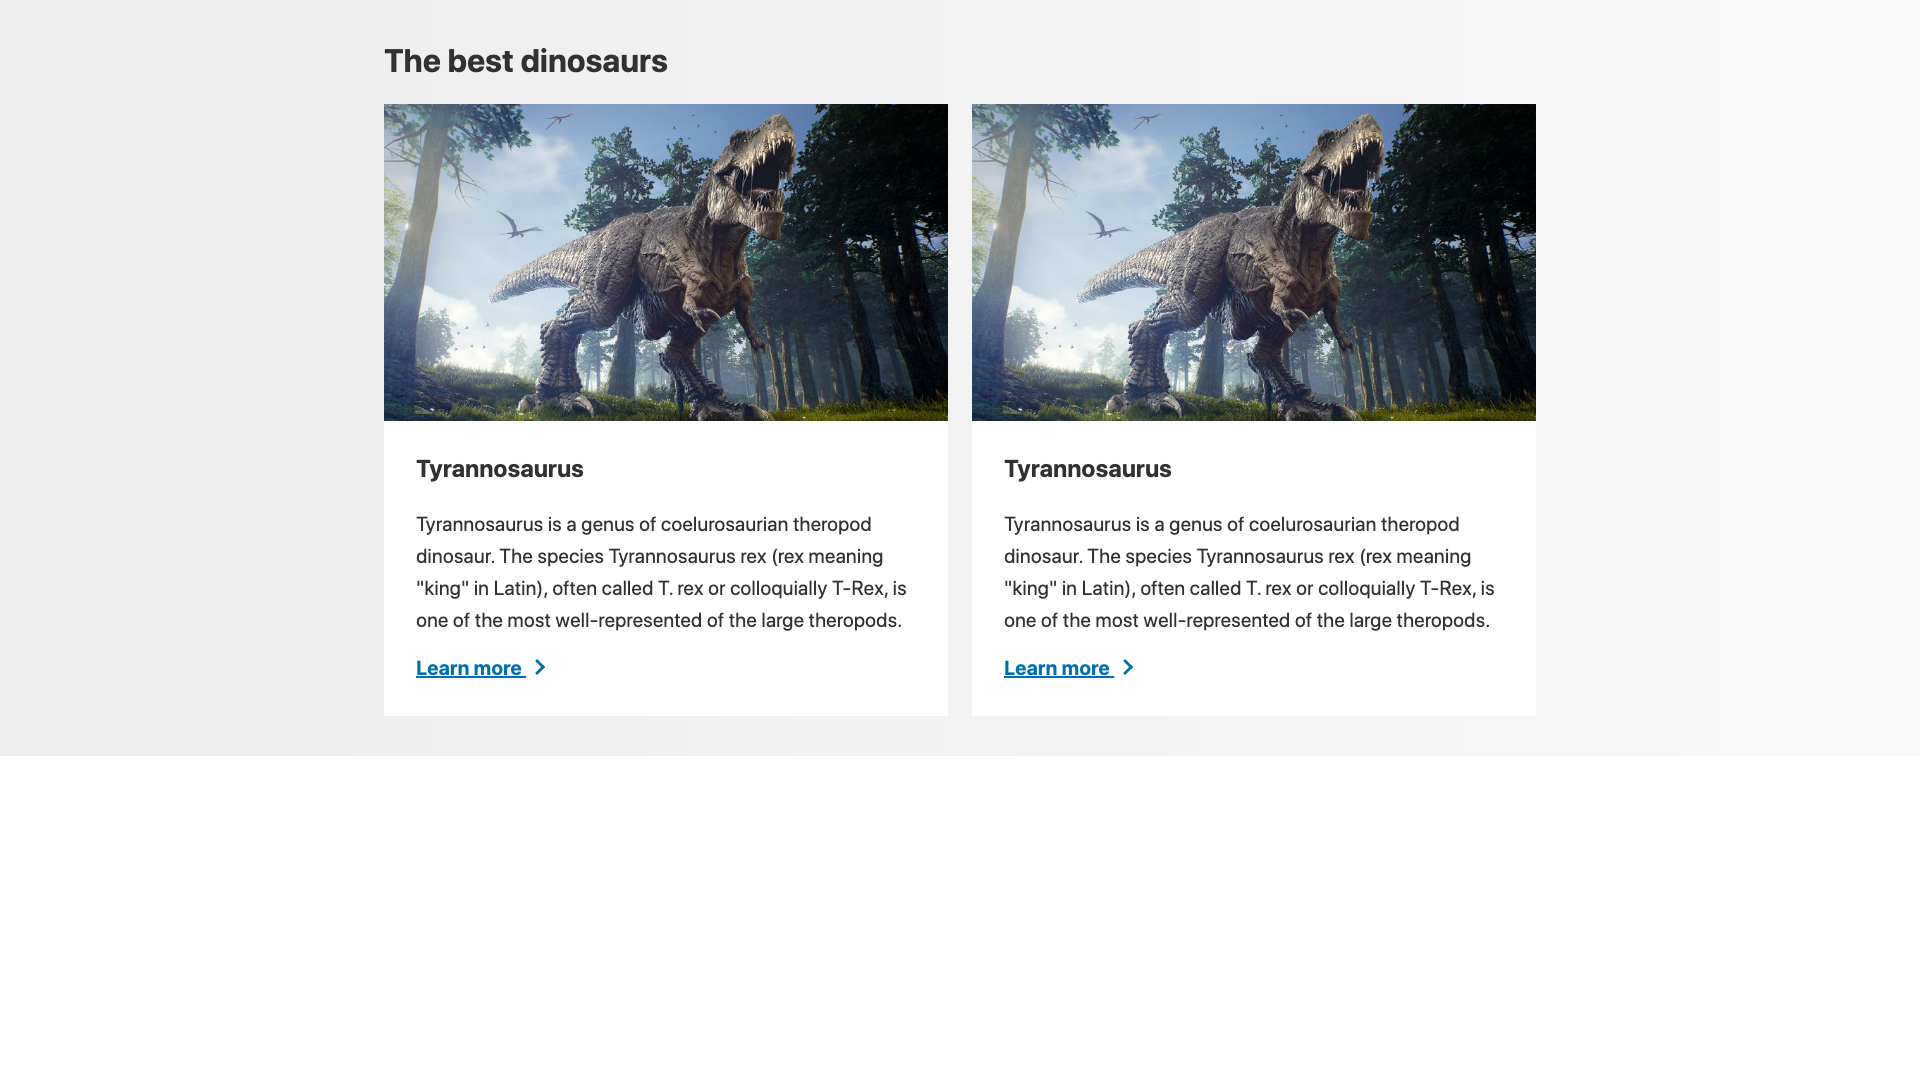 The best dinosaurs
Tyrannosaurus
Tyrannosaurus is a genus of coelurosaurian theropod
dinosaur. The species Tyrannosaurus rex (rex meaning
"king" in Latin), often called T. rex or colloquially T-Rex, is
one of the most well-represented of the large theropods.
Learn more
Tyrannosaurus
Tyrannosaurus is a genus of coelurosaurian theropod
dinosaur. The species Tyrannosaurus rex (rex meaning
"king" in Latin), often called T. rex or colloquially T-Rex, is
one of the most well-represented of the large theropods.
Learn more